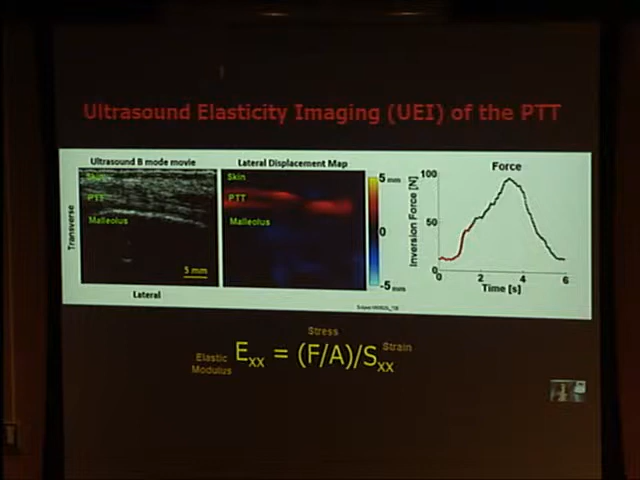 Ultrasound Elasticity Imaging (UEI) of the PTT
Ultrasound B mode movie
Lateral Displacement Map
Force
Skin
PTT
Malleolus
5 mm
Transverse
Lateral
Skin
PTT
Malleolus
5 mm
0
-5 mm
Inversion Force [N]
100
50
0
0 2 4 6
Time [s]
Stress
Elastic Modulus
Exx = (F/A)/Sxx
Strain